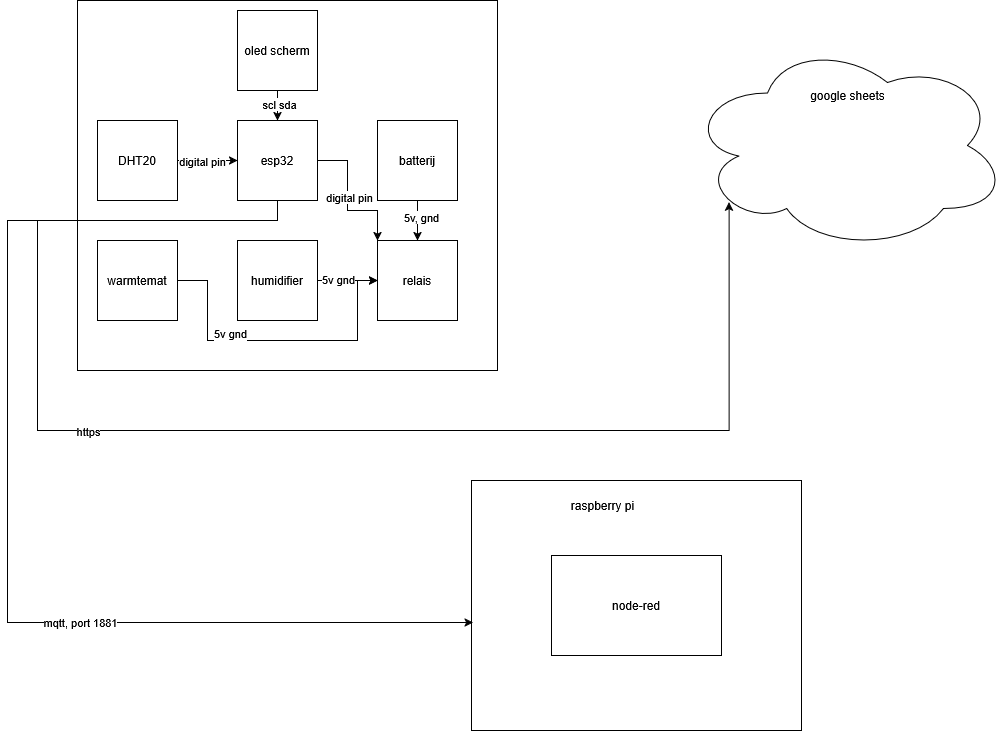 oled scherm
scl sda
DHT20
digital pin
esp32
batterij
digital pin
5v, gnd
warmtemat
humidifier
5v gnd
relais
5v gnd
google sheets
https
raspberry pi
node-red
mqtt, port 1881